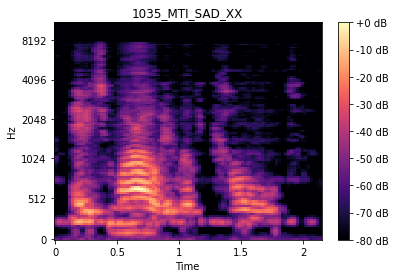 1035_MTI_SAD_XX
+0 dB
8192
-10 dB
4096
-20 dB
-30 dB
2048
-40 dB
Hz
1024
-50 dB
512
-60 dB
-70 dB
0
-80 dB
0 0.5 1 1.5 2
Time